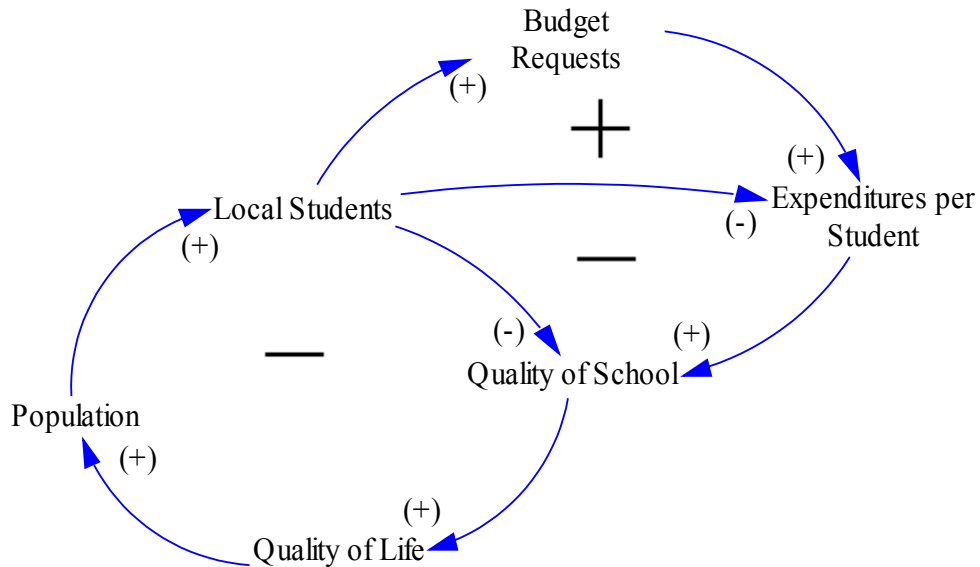 Budget
Requests
(+)
+
(+)
Expenditures per
Student
Local Students
(-)
(+)
—
(-)
(+)
—
Quality of School
Population
(+)
(+)
Quality of Life